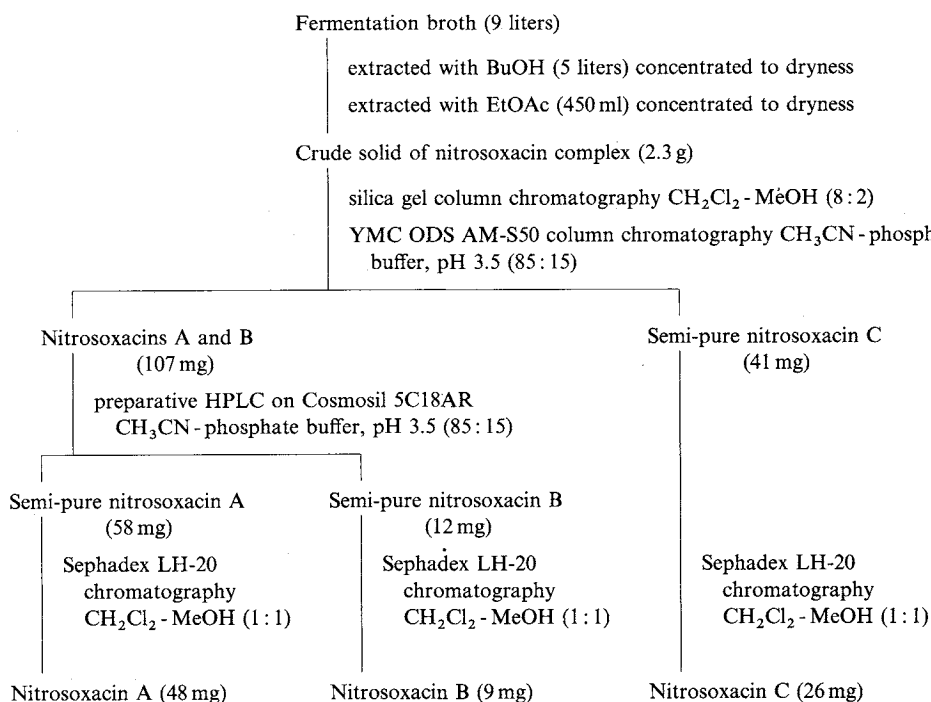 Fermentation broth (9 liters)
extracted with BuOH (5 liters) concentrated to dryness
extracted with EtOAc (450 ml) concentrated to dryness
Crude solid of nitrosoxacin complex (2.3 g)
silica gel column chromatography CH₂Cl₂ - MeOH (8 : 2)
YMC ODS AM-S50 column chromatography CH₃CN - phosph
buffer, pH 3.5 (85 : 15)
Nitrosoxacins A and B
(107 mg)
Semi-pure nitrosoxacin C
(41 mg)
preparative HPLC on Cosmosil 5C18AR
CH₃CN - phosphate buffer, pH 3.5 (85 : 15)
Semi-pure nitrosoxacin A
(58 mg)
Semi-pure nitrosoxacin B
(12 mg)
Sephadex LH-20
chromatography
CH₂Cl₂ - MeOH (1 : 1)
Sephadex LH-20
chromatography
CH₂Cl₂ - MeOH (1 : 1)
Sephadex LH-20
chromatography
CH₂Cl₂ - MeOH (1 : 1)
Nitrosoxacin A (48 mg)
Nitrosoxacin B (9 mg)
Nitrosoxacin C (26 mg)